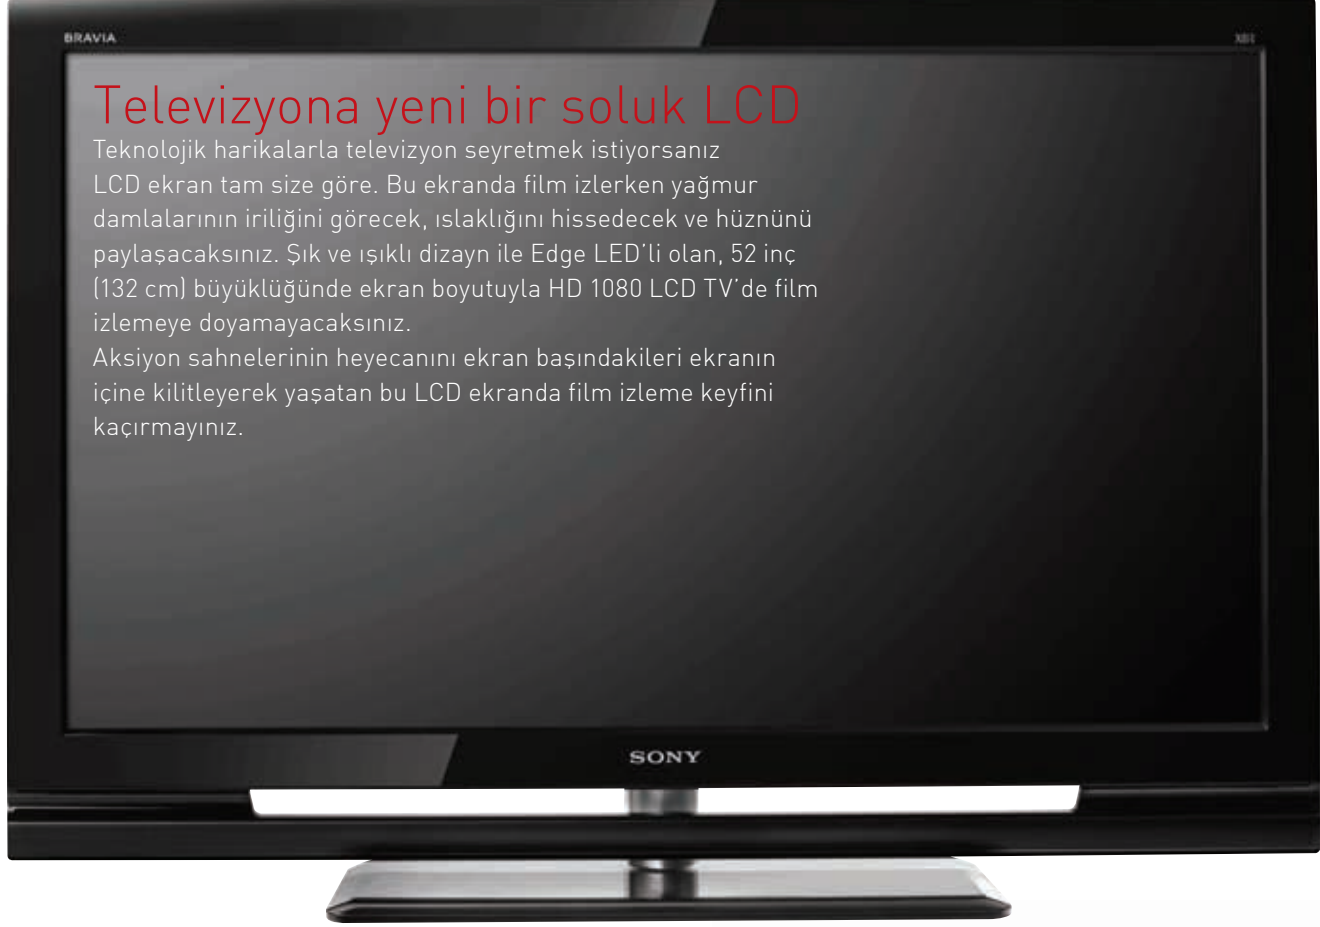 BRAVIA
Televizyona yeni bir soluk LCD
Teknolojik harikalarla televizyon seyretmek istiyorsanız
LCD ekran tam size göre. Bu ekranda film izlerken yağmur
damlalarının iriliğini görecek, ıslaklığını hissedecek ve hüznünü
paylaşacaksınız. Şık ve ışıklı dizayn ile Edge LED'li olan, 52 inç
(132 cm) büyüklüğünde ekran boyutuyla HD 1080 LCD TV'de film
izlemeye doyamayacaksınız.
Aksiyon sahnelerinin heyecanını ekran başındakileri ekranın
içine kilitleyerek yaşatan bu LCD ekranda film izleme keyfini
kaçırmayınız.
SONY